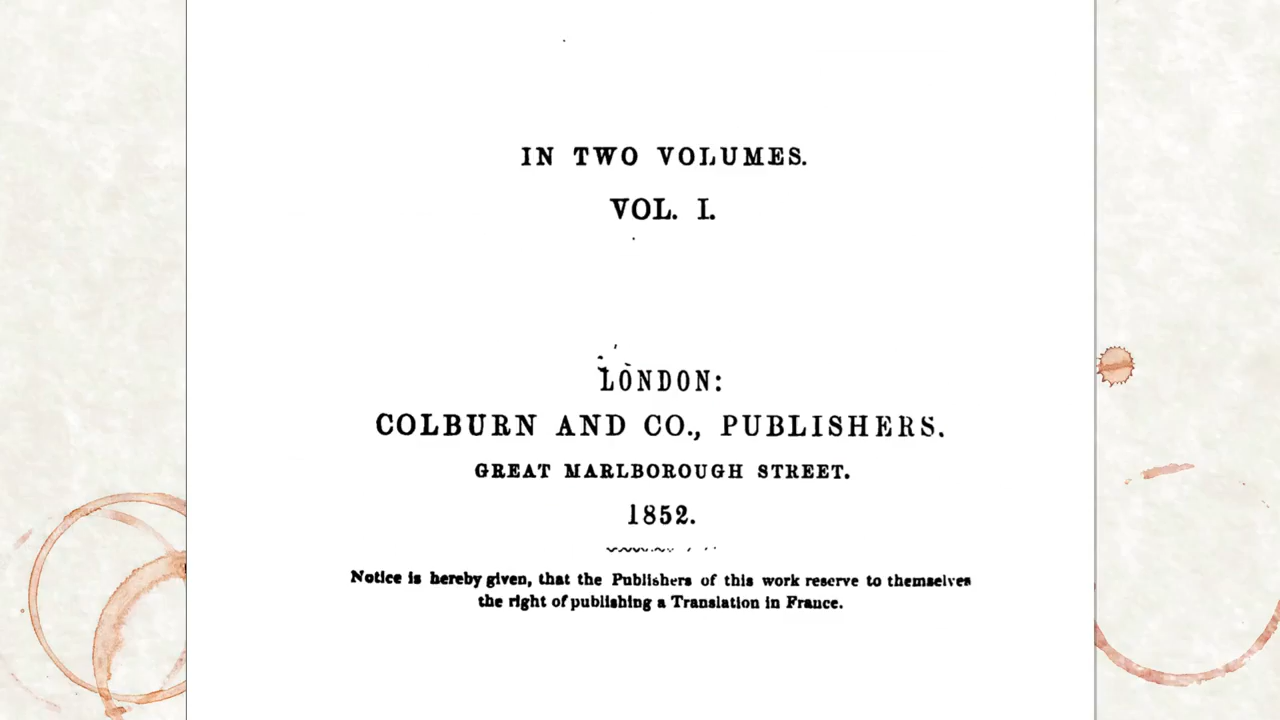 IN TWO VOLUMES.
VOL. I.
LONDON:
COLBURN AND CO., PUBLISHERS.
GREAT MARLBOROUGH STREET.
1852.
Notice is hereby given, that the Publishers of this work reserve to themselves
the right of publishing a Translation in France.